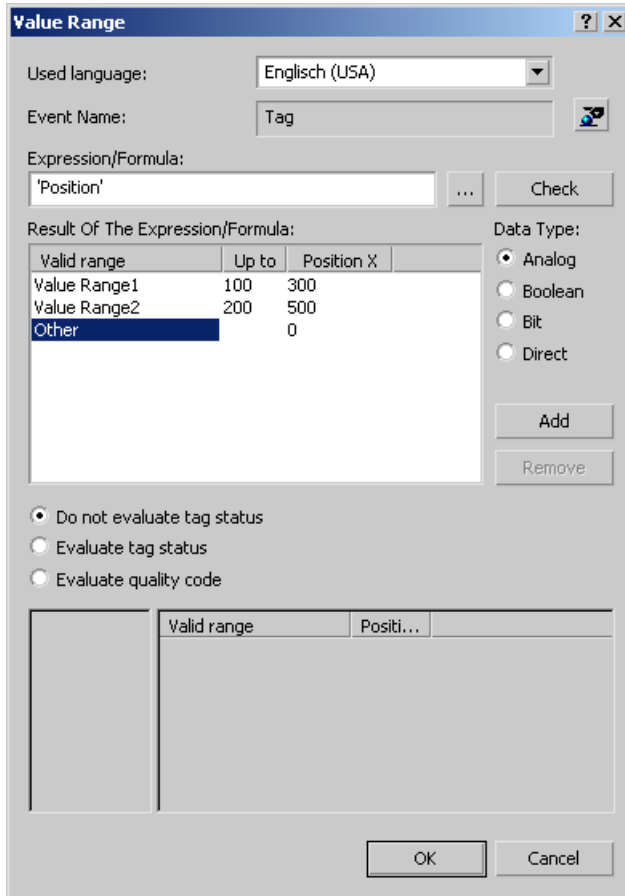 Value Range
Used language: Englisch (USA)
Event Name: Tag
Expression/Formula:
'Position' ... Check
Result Of The Expression/Formula: Data Type:
Valid range Up to Position X
Value Range1 100 300
Value Range2 200 500
Other 0
Analog
Boolean
Bit
Direct
Add
Remove
Do not evaluate tag status
Evaluate tag status
Evaluate quality code
Valid range Positi...
OK Cancel